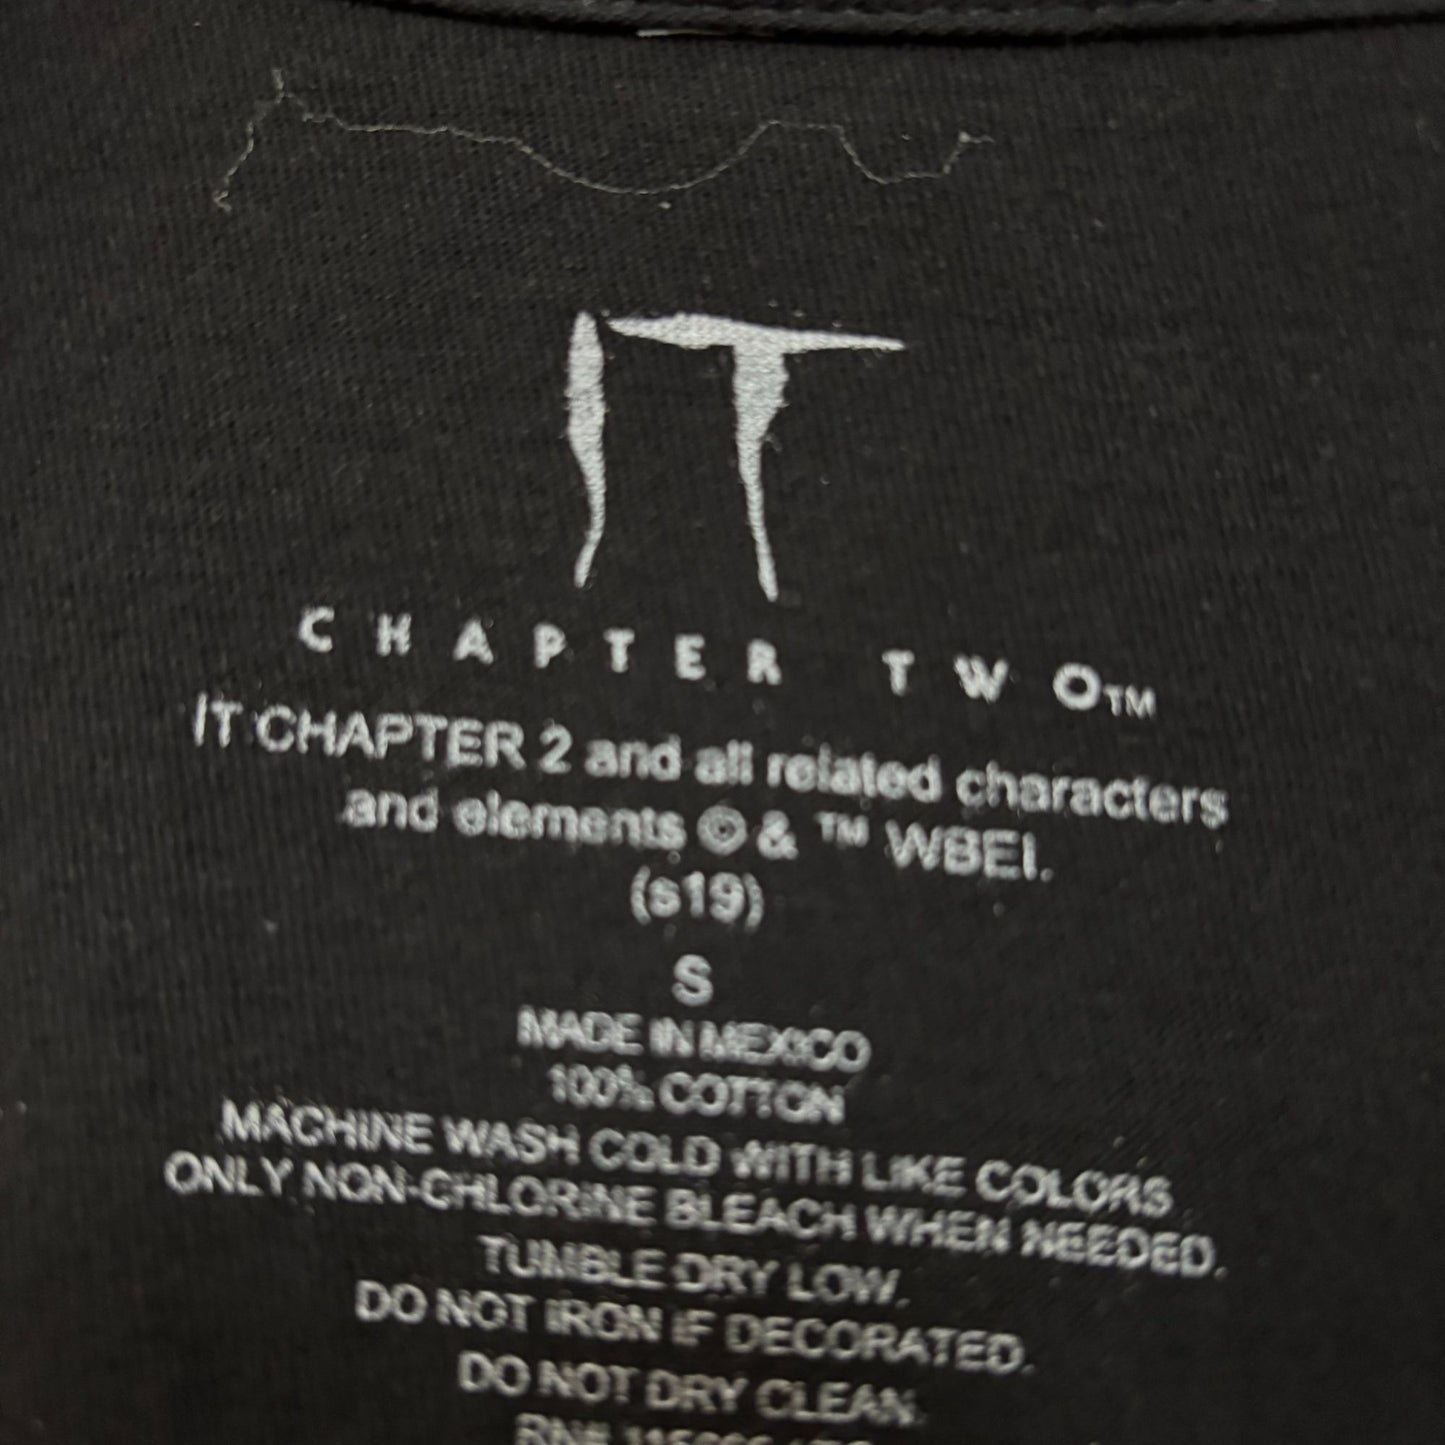 IT
CHAPTER TWO™
IT CHAPTER 2 and all related characters
and elements © & ™ WBEI.
(s19)
S
MADE IN MEXICO
100% COTTON
MACHINE WASH COLD WITH LIKE COLORS
ONLY NON-CHLORINE BLEACH WHEN NEEDED.
TUMBLE DRY LOW.
DO NOT IRON IF DECORATED.
DO NOT DRY CLEAN.
RN#